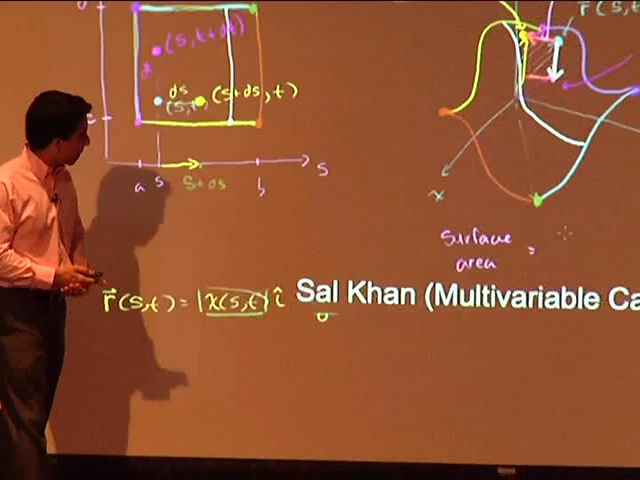 (s,t+dt)
r⃗(s,
ds
(s,t)
(s+ds,t)
a s s+ds b s
x
surface
area =
r⃗(s,t) = x(s,t) î
Sal Khan (Multivariable Ca